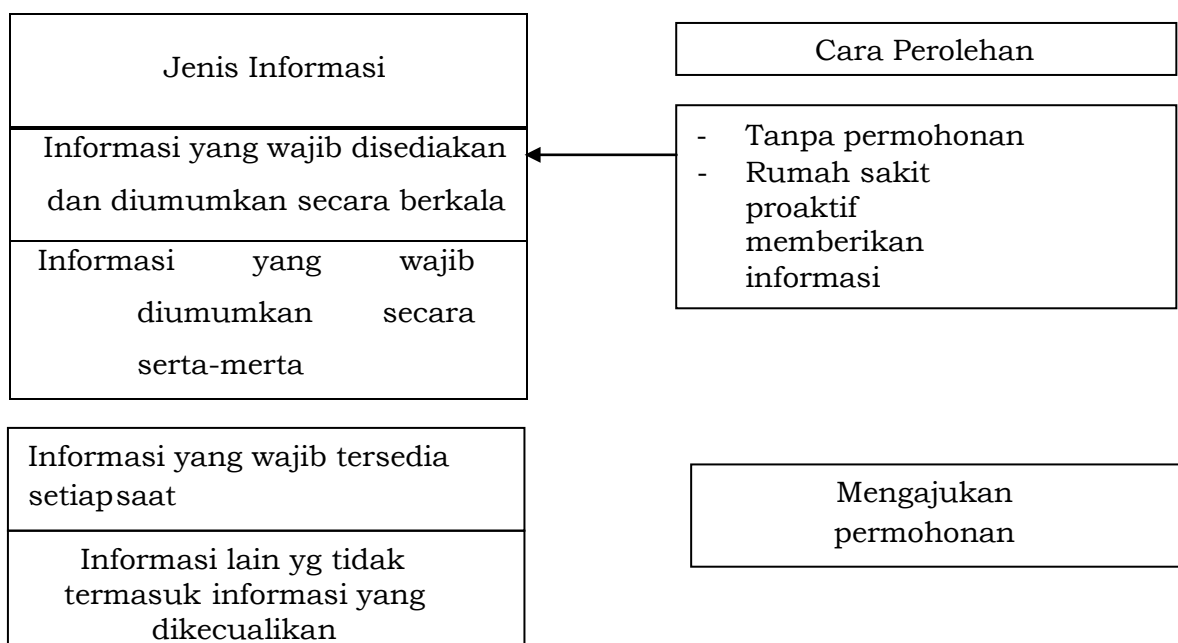 Jenis Informasi
Informasi yang wajib disediakan
dan diumumkan secara berkala
Informasi yang wajib
diumumkan secara
serta-merta
Cara Perolehan
- Tanpa permohonan
- Rumah sakit
proaktif
memberikan
informasi
Informasi yang wajib tersedia
setiap saat
Informasi lain yg tidak
termasuk informasi yang
dikecualikan
Mengajukan
permohonan